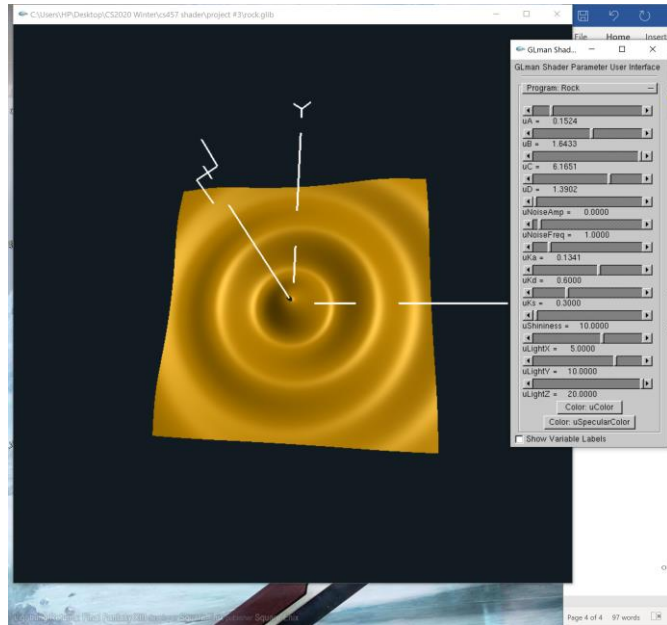 C:\Users\HP\Desktop\CS2020 Winter\cs457 shader\project #3\rock.glib
File Home Insert
GLman Shad...
GLman Shader Parameter User Interface
Program: Rock
uA = 0.1524
uB = 1.6433
uC = 6.1651
uD = 1.3902
uNoiseAmp = 0.0000
uNoiseFreq = 1.0000
uKa = 0.1341
uKd = 0.6000
uKs = 0.3000
uShininess = 10.0000
uLightX = 5.0000
uLightY = 10.0000
uLightZ = 20.0000
Color: uColor
Color: uSpecularColor
Show Variable Labels
Y
Z
Page 4 of 4 97 words